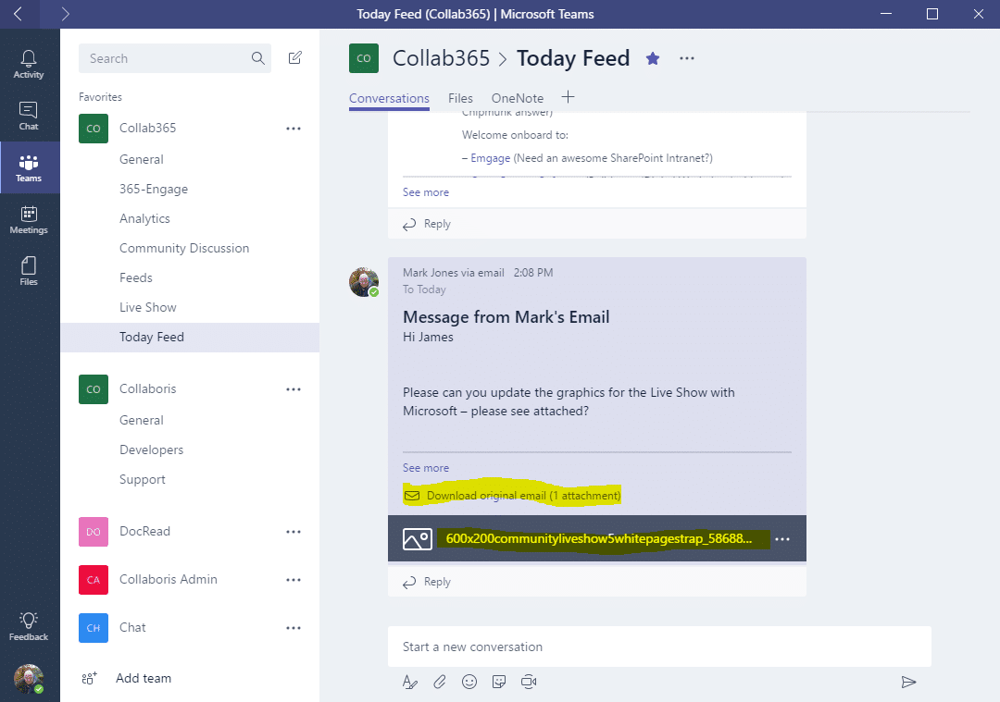 Today Feed (Collab365) | Microsoft Teams
Activity
Chat
Teams
Meetings
Files
Feedback
Search
Favorites
CO Collab365
General
365-Engage
Analytics
Community Discussion
Feeds
Live Show
Today Feed
CO Collaboris
General
Developers
Support
DO DocRead
CA Collaboris Admin
CH Chat
Add team
CO Collab365 > Today Feed
Conversations Files OneNote
Chipmunk answer)
Welcome onboard to:
– Emgage (Need an awesome SharePoint Intranet?)
See more
Reply
Mark Jones via email 2:08 PM
To Today
Message from Mark's Email
Hi James
Please can you update the graphics for the Live Show with
Microsoft – please see attached?
See more
Download original email (1 attachment)
600x200communityliveshow5whitepagestrap_58688...
Reply
Start a new conversation